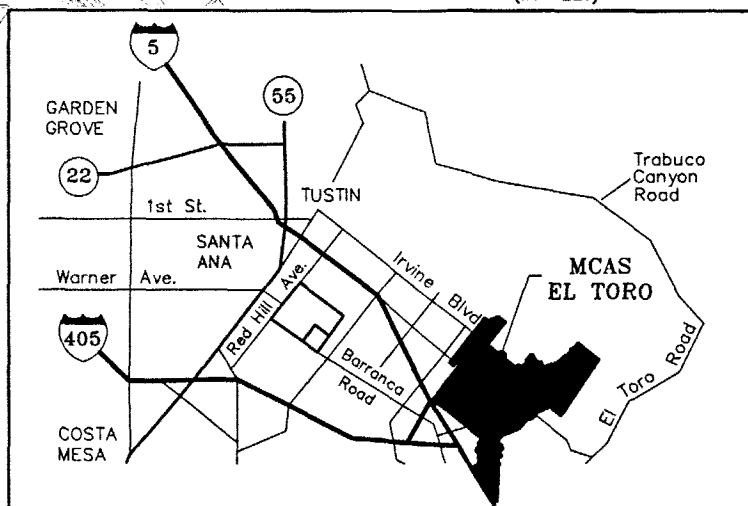 5
GARDEN
GROVE
55
22
TUSTIN
Trabuco
Canyon
Road
1st St.
SANTA
ANA
Irvine Blvd
MCAS
EL TORO
Warner Ave.
Red Hill Ave.
405
Barranca
Road
El Toro Road
COSTA
MESA